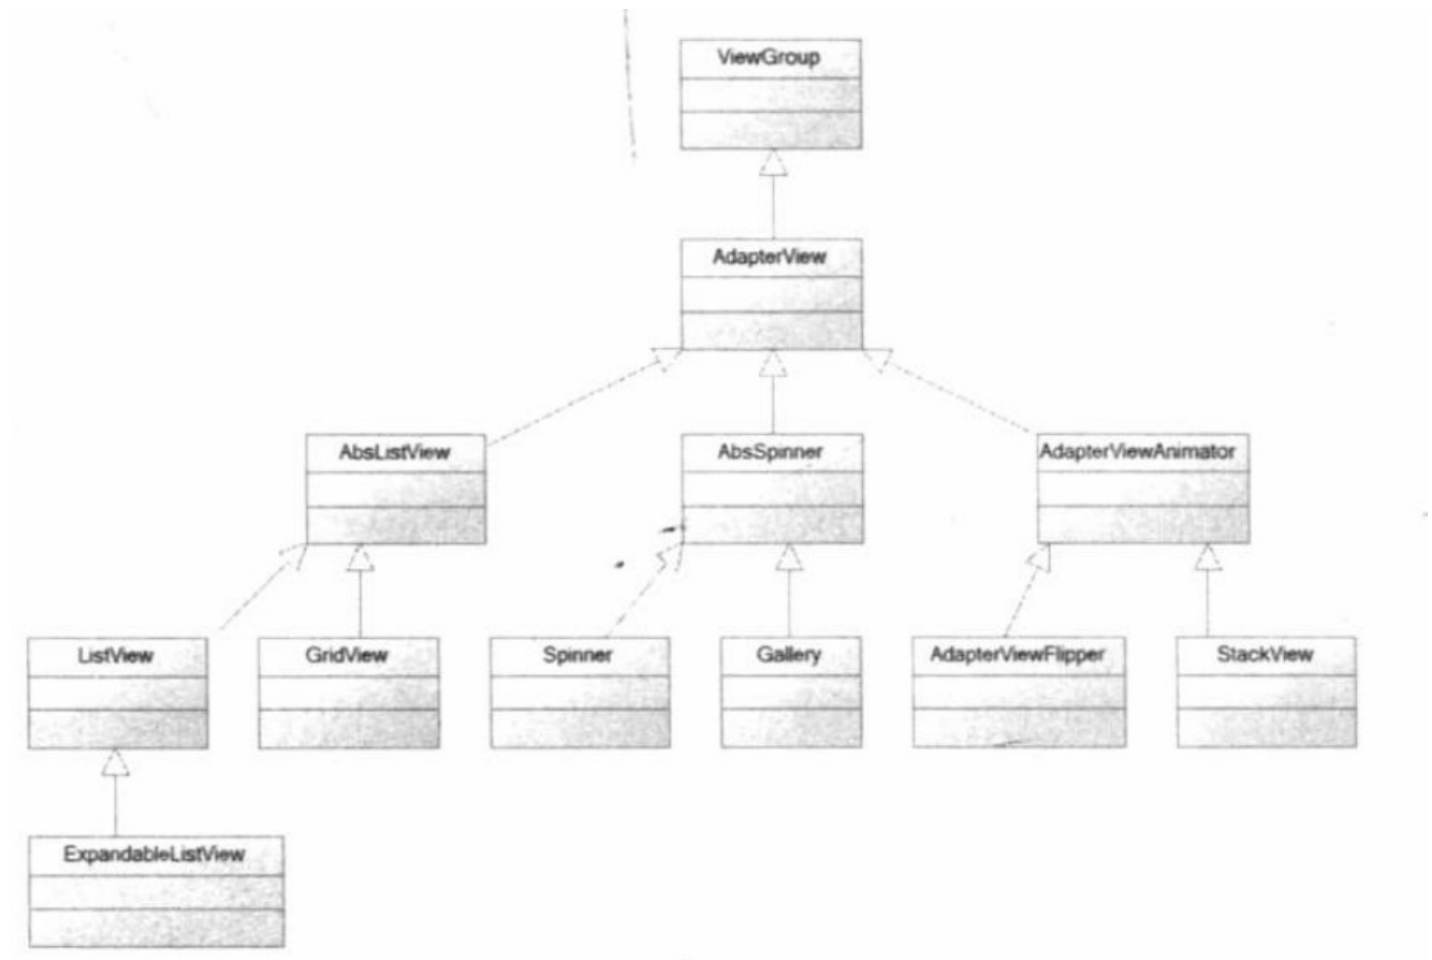 ViewGroup
AdapterView
AbsListView
AbsSpinner
AdapterViewAnimator
ListView
GridView
Spinner
Gallery
AdapterViewFlipper
StackView
ExpandableListView